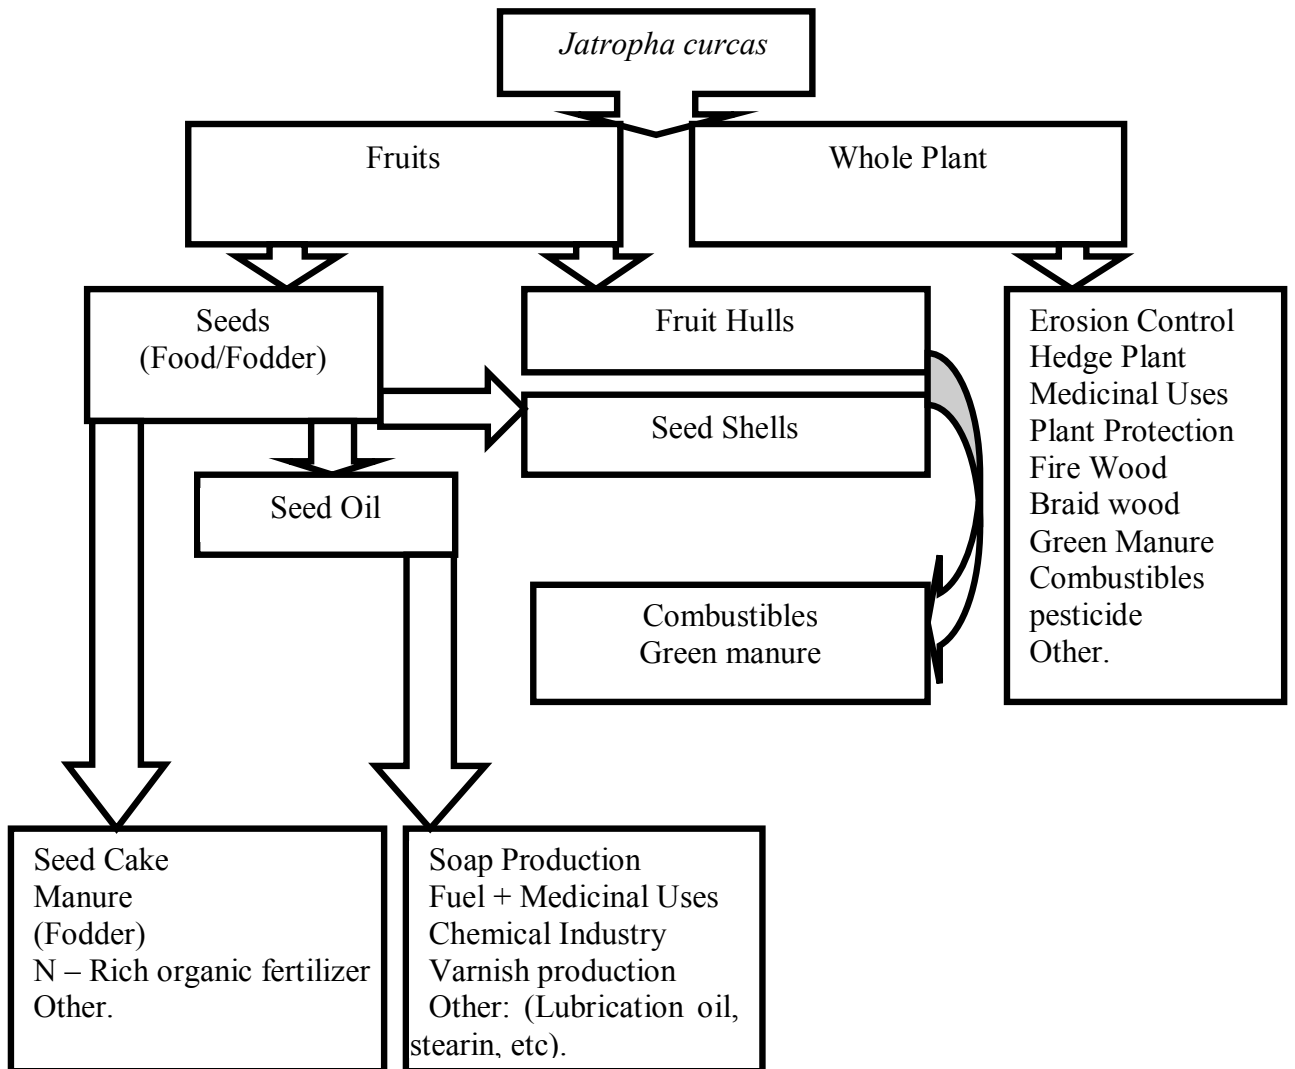 Jatropha curcas
Fruits
Whole Plant
Seeds
(Food/Fodder)
Fruit Hulls
Seed Shells
Seed Oil
Combustibles
Green manure
Erosion Control
Hedge Plant
Medicinal Uses
Plant Protection
Fire Wood
Braid wood
Green Manure
Combustibles
pesticide
Other.
Seed Cake
Manure
(Fodder)
N – Rich organic fertilizer
Other.
Soap Production
Fuel + Medicinal Uses
Chemical Industry
Varnish production
Other: (Lubrication oil,
stearin, etc).